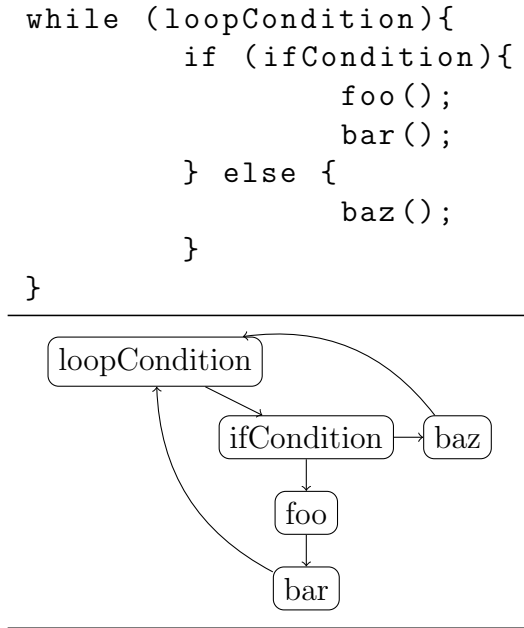 while (loopCondition){
if (ifCondition){
foo();
bar();
} else {
baz();
}
}
loopCondition
ifCondition baz
foo
bar